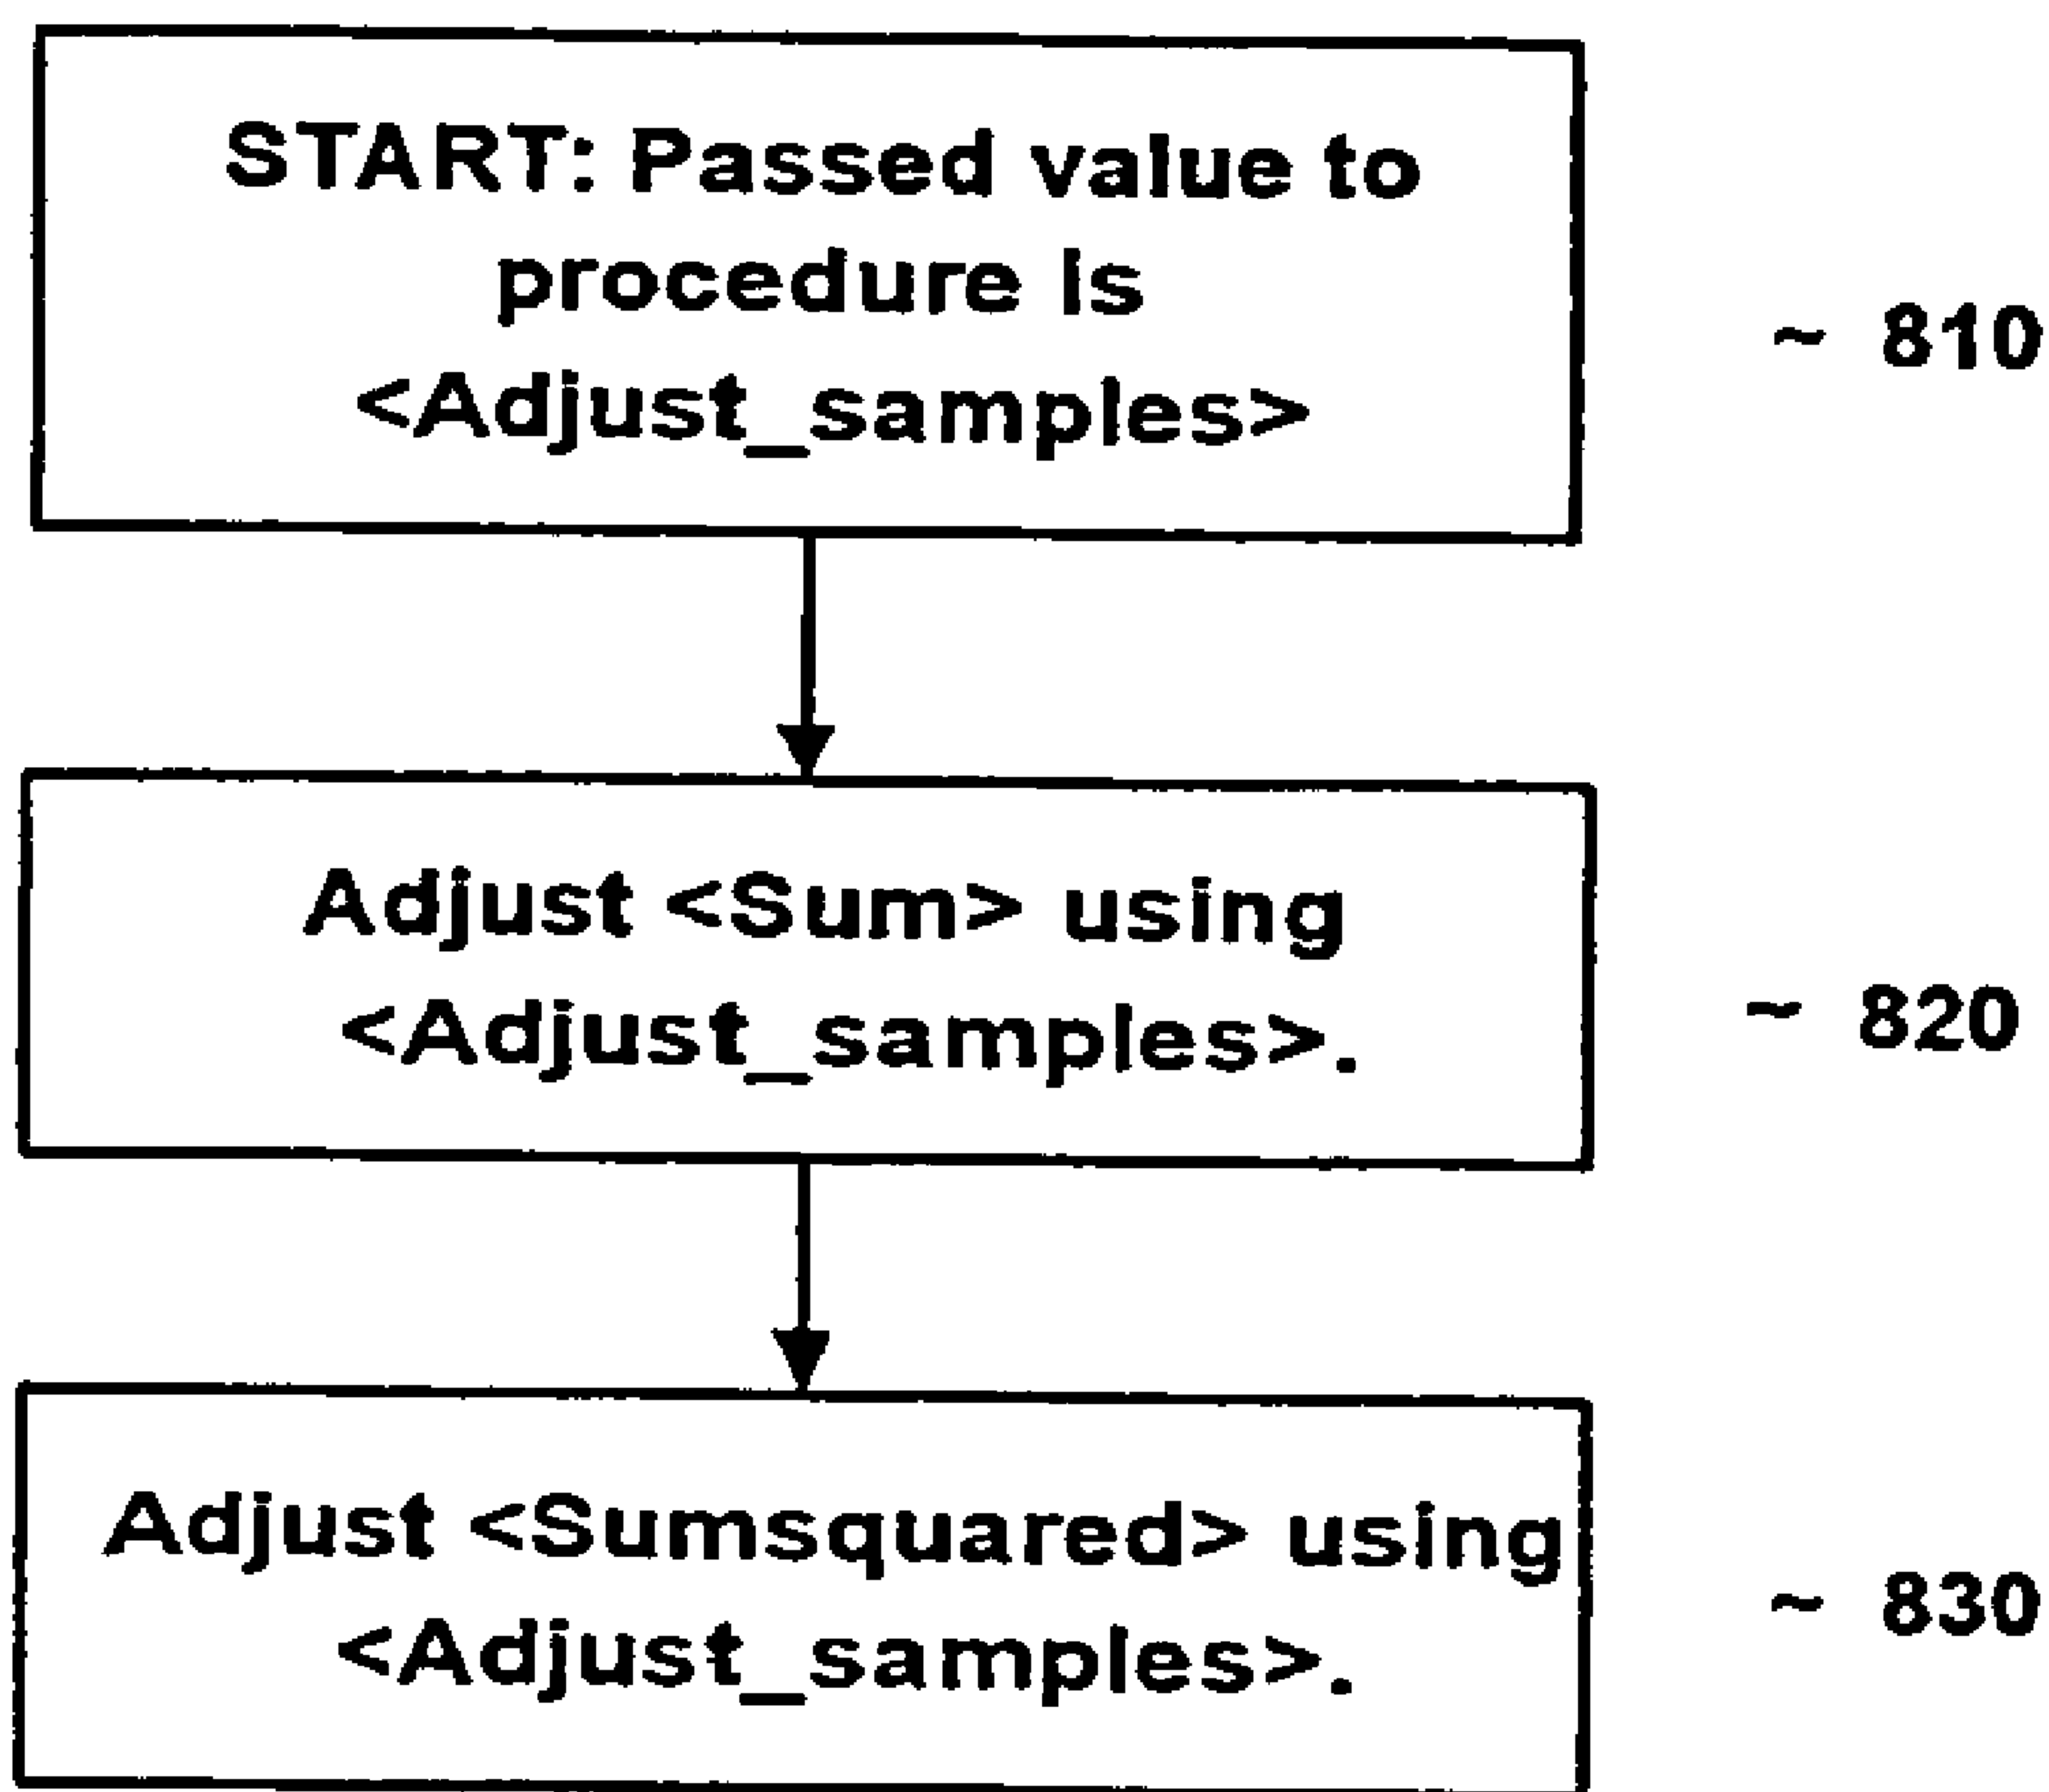 START: Passed value to
procedure is
<Adjust_samples>
~ 810
Adjust <Sum> using
<Adjust_samples>.
~ 820
Adjust <Sumsquared> using
<Adjust_samples>.
~ 830